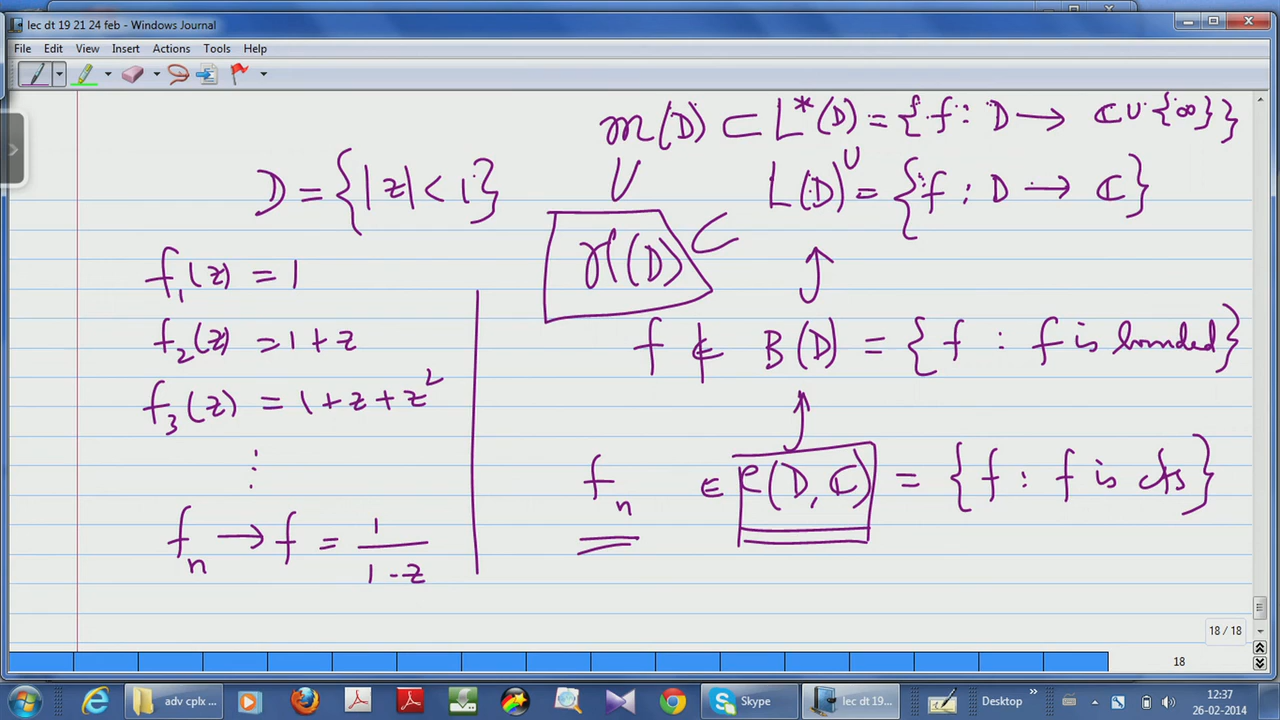 lec dt 19 21 24 feb - Windows Journal
File Edit View Insert Actions Tools Help
m(D) ⊂ L*(D) = {f : D → ℂ ∪ {∞}}
D = {|z| < 1}
∪ L(D) ∪ = {f : D → ℂ}
(D) ⊂
f₁(z) = 1
f₂(z) = 1 + z
f ∉ B(D) = {f : f is bounded}
f₃(z) = 1 + z + z²
⋮
fₙ ∈ C(D, ℂ) = {f : f is cts}
fₙ → f = 1/(1 - z)
18 / 18
18
adv cplx ...
Skype
lec dt 19...
Desktop
12:37
26-02-2014